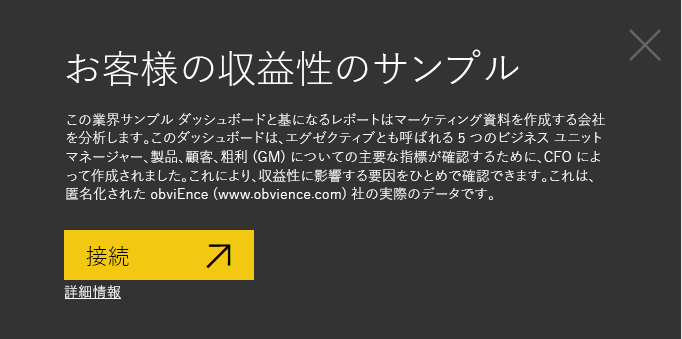 お客様の収益性のサンプル
この業界サンプル ダッシュボードと基になるレポートはマーケティング資料を作成する会社
を分析します。このダッシュボードは、エグゼクティブとも呼ばれる 5 つのビジネス ユニット
マネージャー、製品、顧客、粗利 (GM) についての主要な指標が確認するために、CFO によ
って作成されました。これにより、収益性に影響する要因をひとめで確認できます。これは、
匿名化された obviEnce (www.obvience.com) 社の実際のデータです。
接続
詳細情報